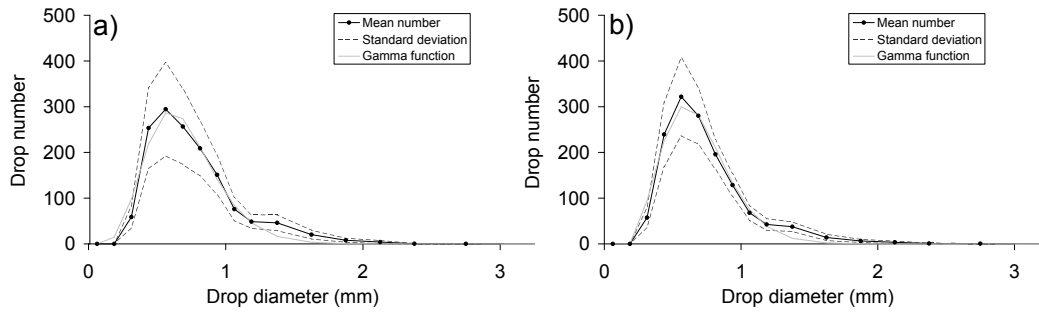 a)
Mean number
Standard deviation
Gamma function
500
400
300
200
100
0
Drop number
0 1 2 3
Drop diameter (mm)
b)
Mean number
Standard deviation
Gamma function
500
400
300
200
100
0
Drop number
0 1 2 3
Drop diameter (mm)